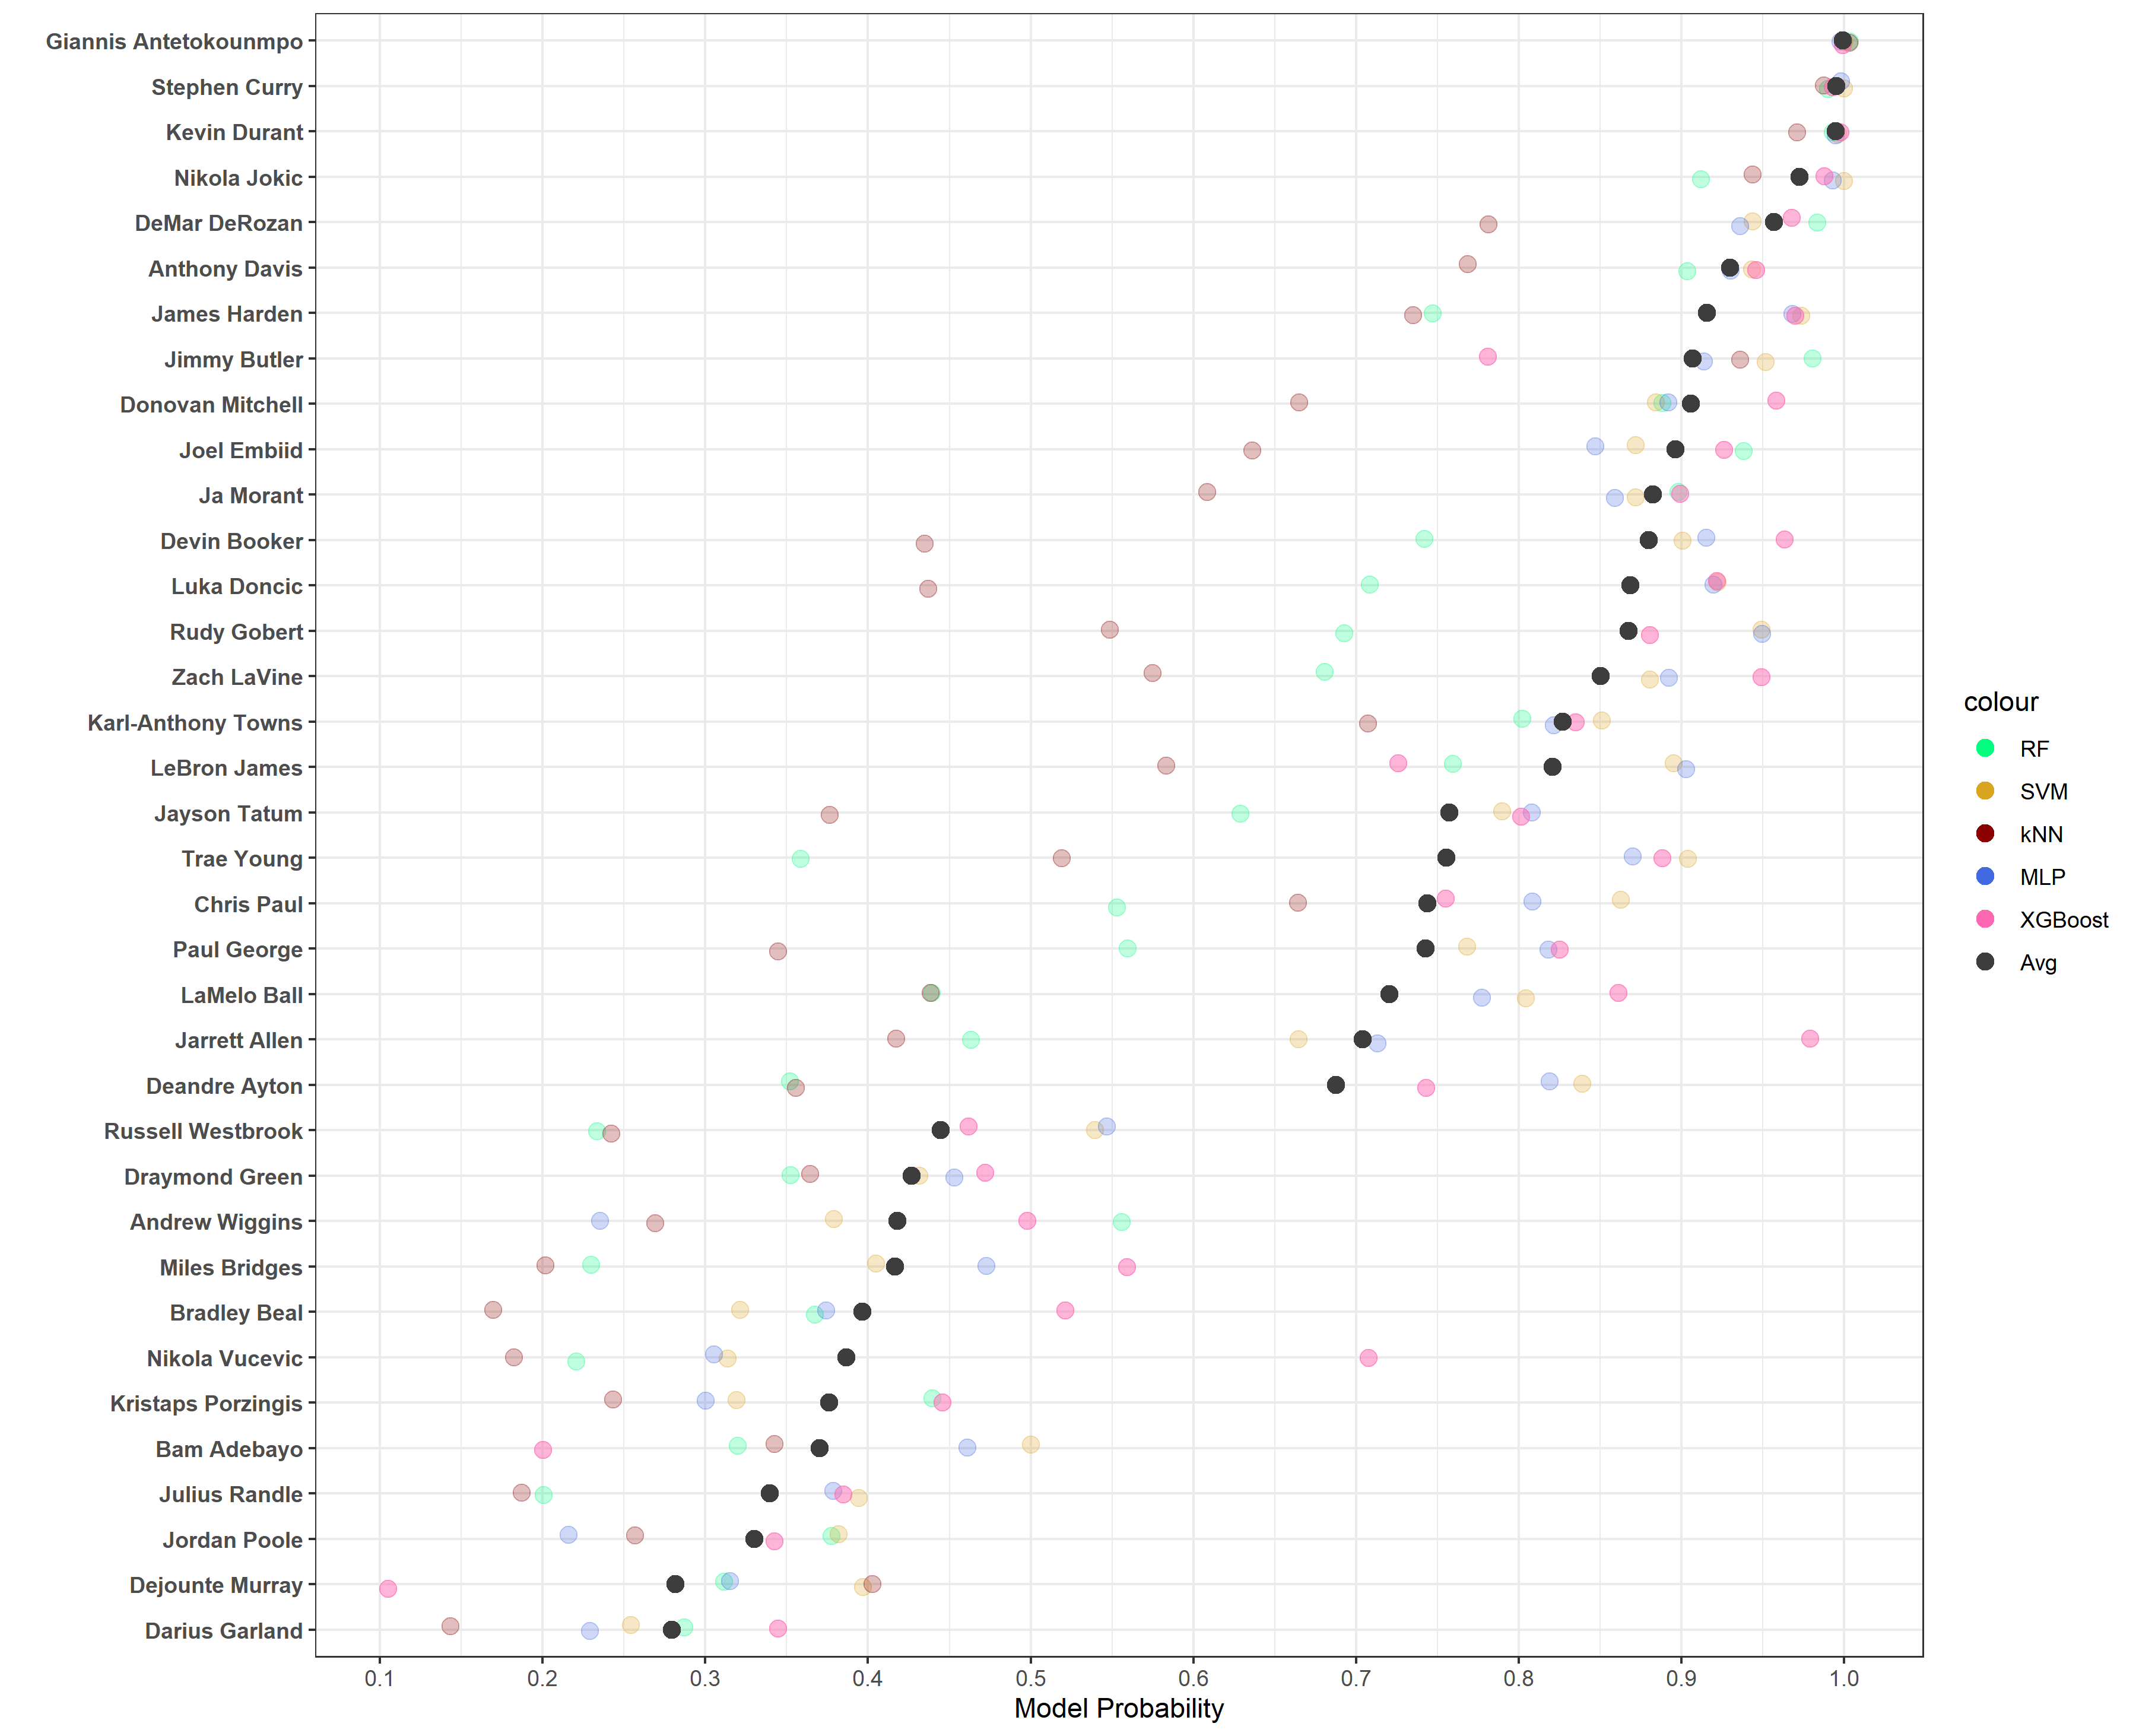 Giannis Antetokounmpo
Stephen Curry
Kevin Durant
Nikola Jokic
DeMar DeRozan
Anthony Davis
James Harden
Jimmy Butler
Donovan Mitchell
Joel Embiid
Ja Morant
Devin Booker
Luka Doncic
Rudy Gobert
Zach LaVine
Karl-Anthony Towns
LeBron James
Jayson Tatum
Trae Young
Chris Paul
Paul George
LaMelo Ball
Jarrett Allen
Deandre Ayton
Russell Westbrook
Draymond Green
Andrew Wiggins
Miles Bridges
Bradley Beal
Nikola Vucevic
Kristaps Porzingis
Bam Adebayo
Julius Randle
Jordan Poole
Dejounte Murray
Darius Garland
0.1 0.2 0.3 0.4 0.5 0.6 0.7 0.8 0.9 1.0
Model Probability
colour
RF
SVM
kNN
MLP
XGBoost
Avg